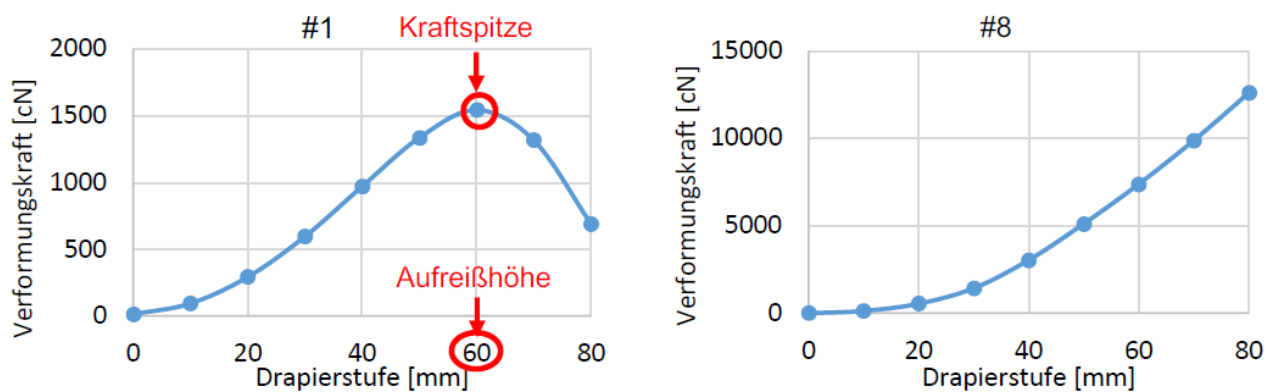 #1
Kraftspitze
Verformungskraft [cN]
2000
1500
1000
500
0
Aufreißhöhe
0 20 40 60 80
Drapierstufe [mm]
#8
Verformungskraft [cN]
15000
10000
5000
0
0 20 40 60 80
Drapierstufe [mm]